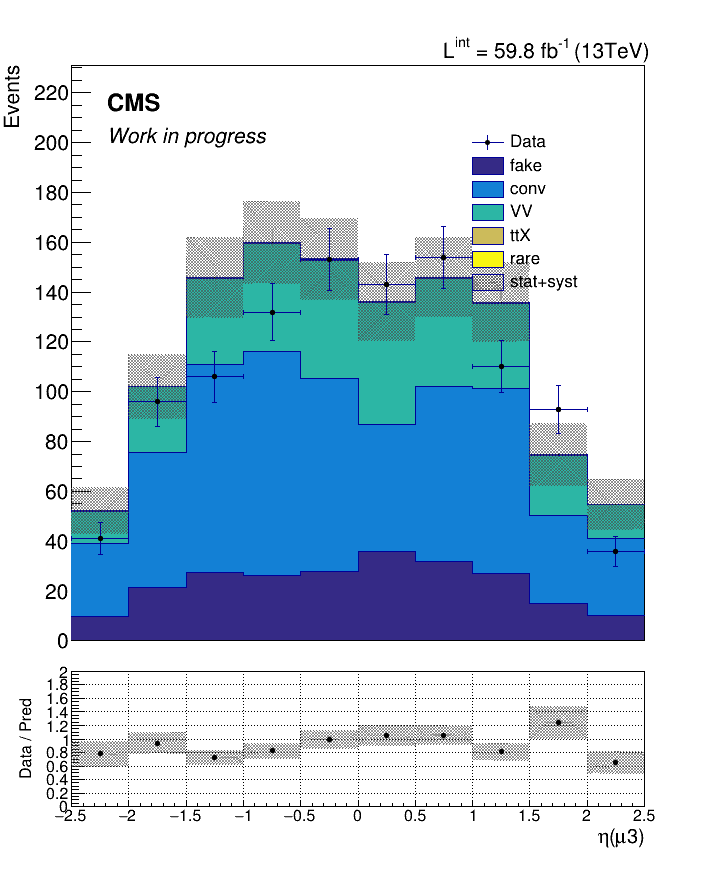 L^int = 59.8 fb^-1 (13TeV)
Events
CMS
Work in progress
Data
fake
conv
VV
ttX
rare
stat+syst
220
200
180
160
140
120
100
80
60
40
20
0
Data / Pred
2
1.8
1.6
1.4
1.2
1
0.8
0.6
0.4
0.2
0
−2.5 −2 −1.5 −1 −0.5 0 0.5 1 1.5 2 2.5
η(μ3)